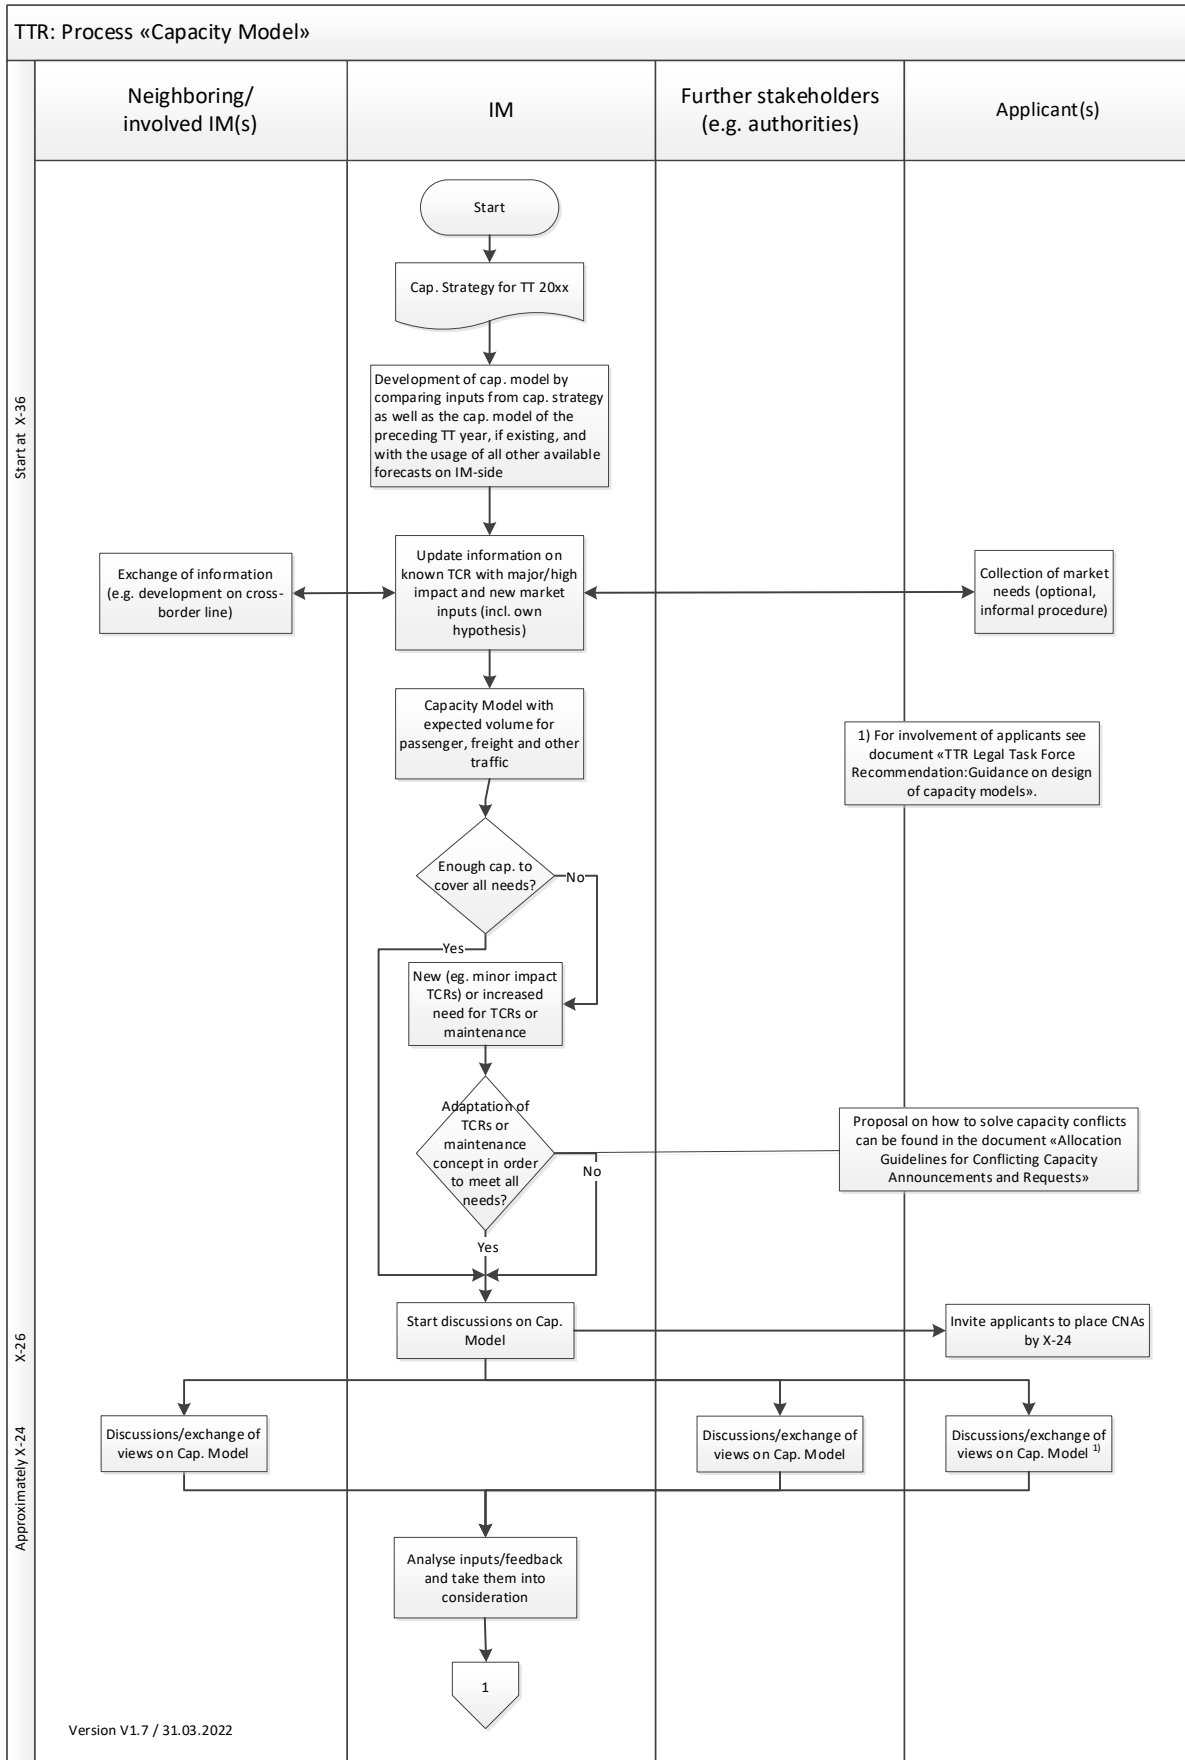 TTR: Process «Capacity Model»
Neighboring/
involved IM(s)
IM
Further stakeholders
(e.g. authorities)
Applicant(s)
Start at X-36
Start
Cap. Strategy for TT 20xx
Development of cap. model by
comparing inputs from cap. strategy
as well as the cap. model of the
preceding TT year, if existing, and
with the usage of all other available
forecasts on IM-side
Exchange of information
(e.g. development on cross-
border line)
Update information on
known TCR with major/high
impact and new market
inputs (incl. own
hypothesis)
Collection of market
needs (optional,
informal procedure)
Capacity Model with
expected volume for
passenger, freight and other
traffic
1) For involvement of applicants see
document «TTR Legal Task Force
Recommendation:Guidance on design
of capacity models».
Enough cap. to
cover all needs?
No
Yes
New (eg. minor impact
TCRs) or increased
need for TCRs or
maintenance
Adaptation of
TCRs or
maintenance
concept in order
to meet all
needs?
No
Yes
Proposal on how to solve capacity conflicts
can be found in the document «Allocation
Guidelines for Conflicting Capacity
Announcements and Requests»
X-26
Start discussions on Cap.
Model
Invite applicants to place CNAs
by X-24
Approximately X-24
Discussions/exchange of
views on Cap. Model
Discussions/exchange of
views on Cap. Model
Discussions/exchange of
views on Cap. Model 1)
Analyse inputs/feedback
and take them into
consideration
1
Version V1.7 / 31.03.2022